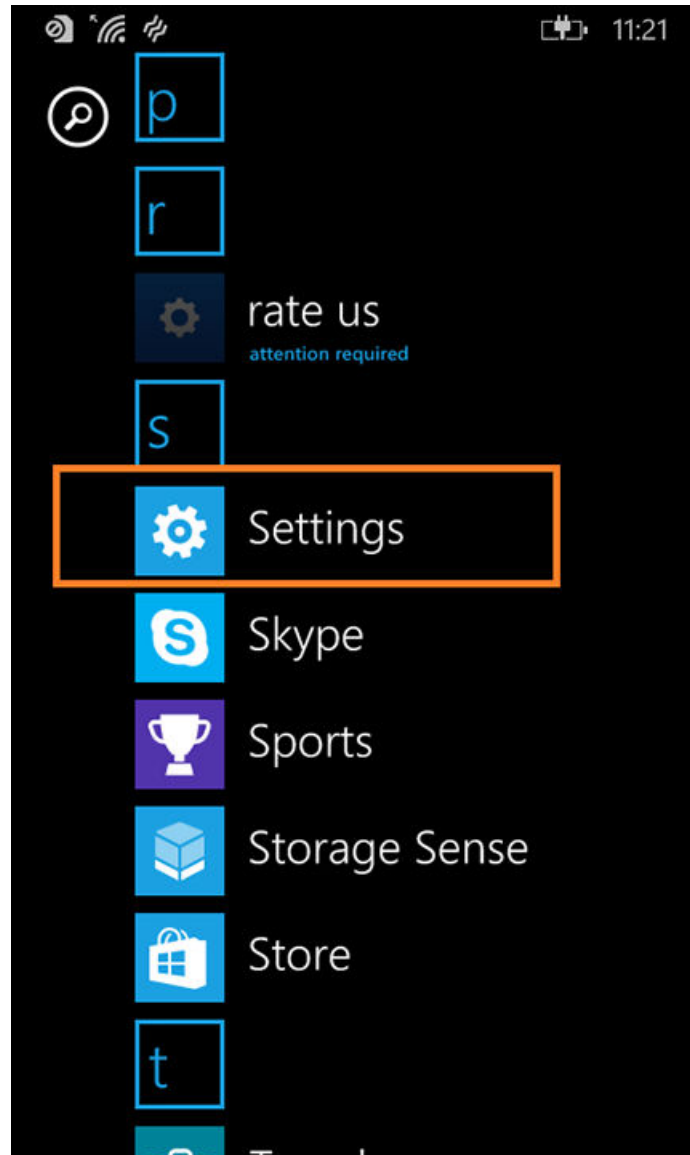 11:21
p
r
rate us
attention required
s
Settings
Skype
Sports
Storage Sense
Store
t